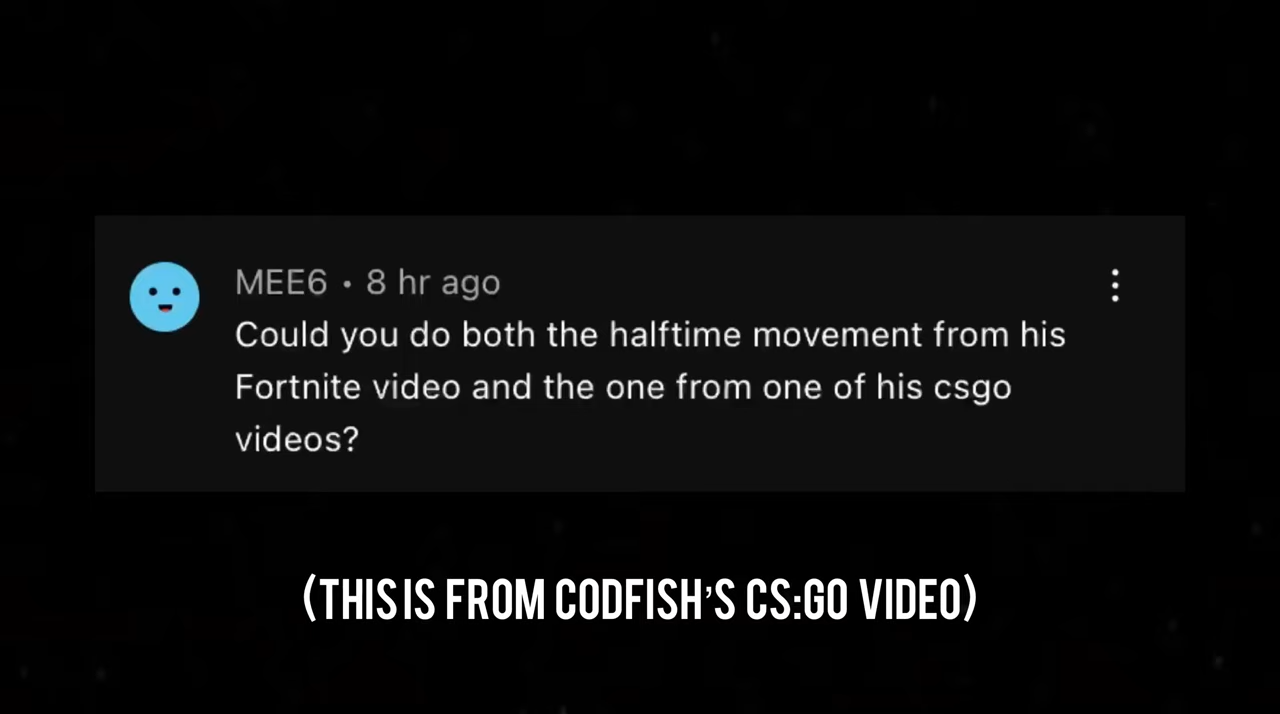 MEE6 • 8 hr ago
Could you do both the halftime movement from his
Fortnite video and the one from one of his csgo
videos?
(THIS IS FROM CODFISH'S CS:GO VIDEO)